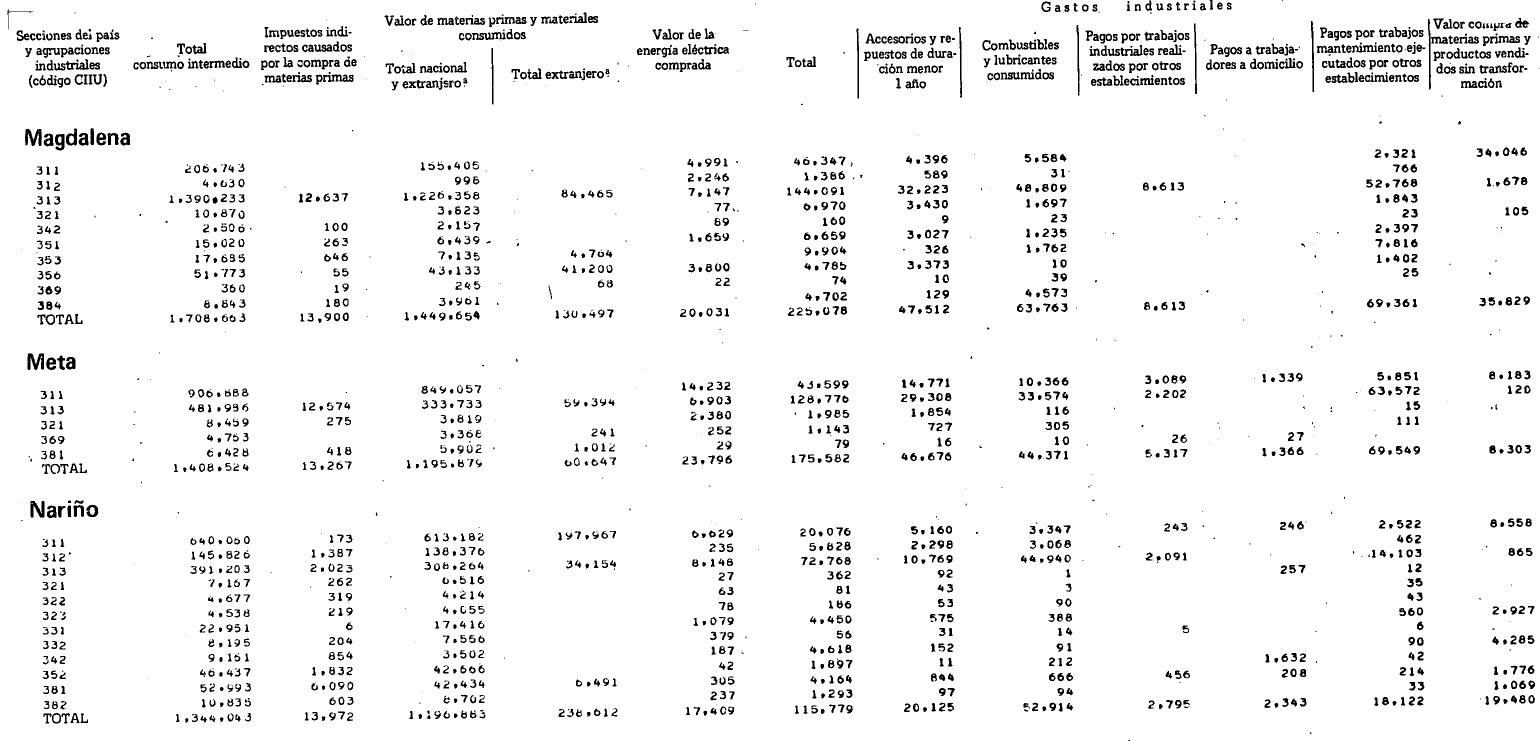 Gastos industriales
Secciones del país y agrupaciones industriales (código CIIU) Total consumo intermedio Impuestos indirectos causados por la compra de materias primas Valor de materias primas y materiales consumidos Total nacional y extranjero ª Total extranjero ª Valor de la energía eléctrica comprada Total Accesorios y repuestos de duración menor 1 año Combustibles y lubricantes consumidos Pagos por trabajos industriales realizados por otros establecimientos Pagos a trabajadores a domicilio Pagos por trabajos mantenimiento ejecutados por otros establecimientos Valor compra de materias primas y productos vendidos sin transformación
Magdalena
311 206.743 155.405 4.991 46.347 4.396 5.584 2.321 34.046
312 4.630 998 2.246 1.386 589 31 766
313 1.390.233 12.637 1.226.358 84.465 7.147 144.091 32.223 48.809 8.613 52.768 1.678
321 10.870 3.823 77 6.970 3.430 1.697 1.843
342 2.506 100 2.157 89 160 9 23 23 105
351 15.020 263 6.439 1.659 6.659 3.027 1.235 2.397
353 17.685 646 7.135 4.764 9.904 326 1.762 7.816
356 51.773 55 43.133 41.200 3.800 4.785 3.373 10 1.402
369 360 19 245 68 22 74 10 39 25
384 8.843 180 3.961 4.702 129 4.573
TOTAL 1.708.663 13.900 1.449.654 130.497 20.031 225.078 47.512 63.763 8.613 69.361 35.829
Meta
311 906.888 849.057 14.232 43.599 14.771 10.366 3.089 1.339 5.851 8.183
313 481.996 12.574 333.733 59.394 6.903 128.776 29.308 33.574 2.202 63.572 120
321 8.459 275 3.819 2.380 1.985 1.854 116 15
369 4.753 3.368 241 252 1.143 727 305 111
381 6.428 418 5.902 1.012 29 79 16 10 26 27
TOTAL 1.408.524 13.267 1.195.879 60.647 23.796 175.582 46.676 44.371 5.317 1.366 69.549 8.303
Nariño
311 640.060 173 613.182 197.967 6.629 20.076 5.160 3.347 243 246 2.522 8.558
312 145.826 1.387 138.376 235 5.828 2.298 3.068 462
313 391.203 2.023 308.264 34.154 8.148 72.768 10.769 44.940 2.091 14.103 865
321 7.167 262 6.516 27 362 92 1 257 12
322 4.677 319 4.214 63 81 43 3 35
323 4.538 219 4.055 78 186 53 90 43
331 22.951 6 17.416 1.079 4.450 575 388 560 2.927
332 8.195 204 7.556 379 56 31 14 5 6
342 9.161 854 3.502 187 4.618 152 91 90 4.285
352 46.437 1.832 42.666 42 1.897 11 212 1.632 42
381 52.993 6.090 42.434 6.491 305 4.164 844 666 456 208 214 1.776
382 10.835 603 8.702 237 1.293 97 94 33 1.069
TOTAL 1.344.043 13.972 1.196.883 238.612 17.409 115.779 20.125 52.914 2.795 2.343 18.122 19.480